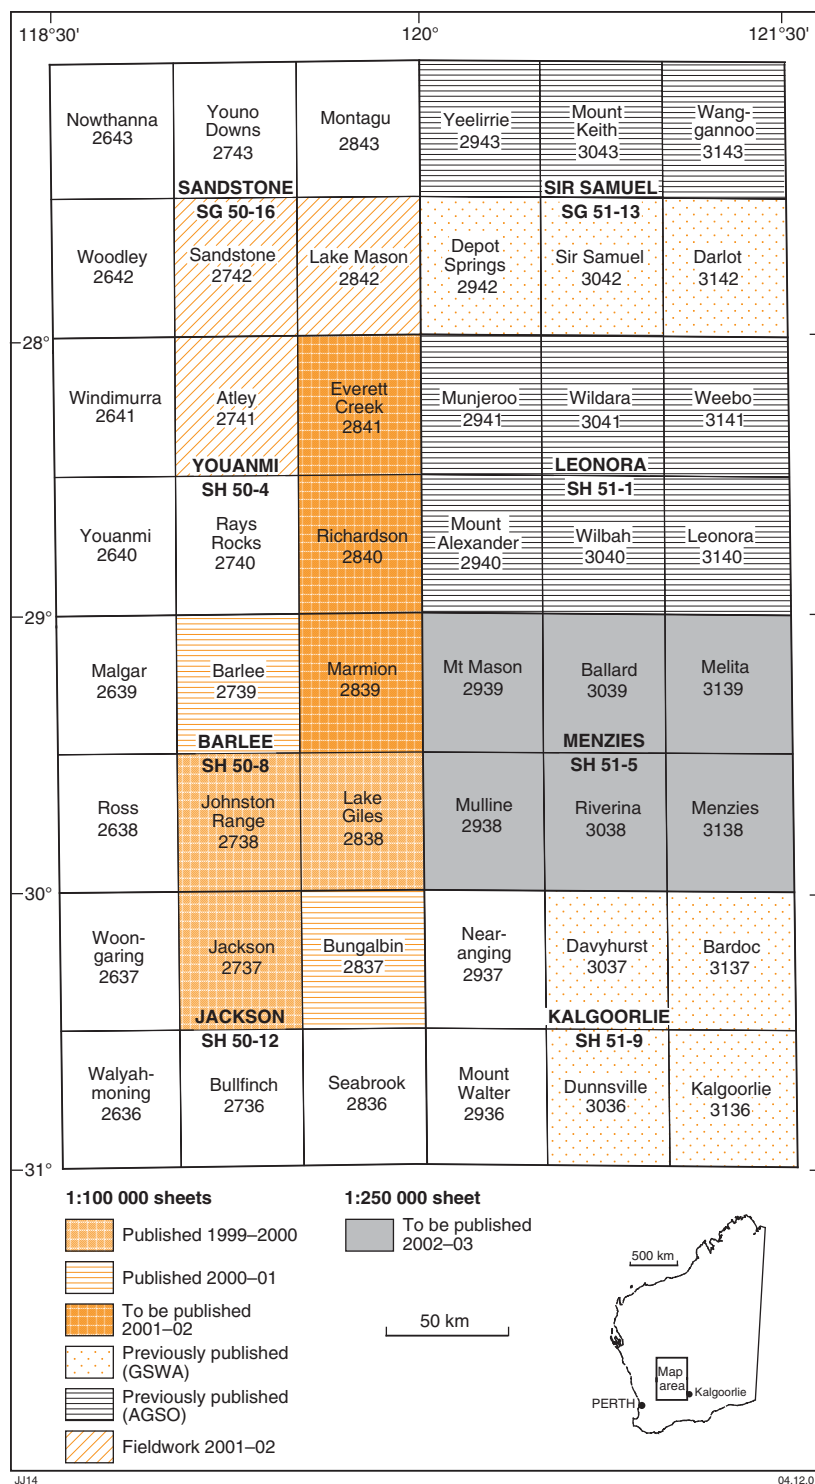 118°30'
120°
121°30'
Nowthanna
2643
Youno
Downs
2743
Montagu
2843
Yeelirrie
2943
Mount
Keith
3043
Wang-
gannoo
3143
SANDSTONE
SIR SAMUEL
SG 50-16
SG 51-13
Woodley
2642
Sandstone
2742
Lake Mason
2842
Depot
Springs
2942
Sir Samuel
3042
Darlot
3142
28°
Windimurra
2641
Atley
2741
Everett
Creek
2841
Munjeroo
2941
Wildara
3041
Weebo
3141
YOUANMI
LEONORA
SH 50-4
SH 51-1
Youanmi
2640
Rays
Rocks
2740
Richardson
2840
Mount
Alexander
2940
Wilbah
3040
Leonora
3140
29°
Malgar
2639
Barlee
2739
Marmion
2839
Mt Mason
2939
Ballard
3039
Melita
3139
BARLEE
MENZIES
SH 50-8
SH 51-5
Ross
2638
Johnston
Range
2738
Lake
Giles
2838
Mulline
2938
Riverina
3038
Menzies
3138
30°
Woon-
garing
2637
Jackson
2737
Bungalbin
2837
Near-
anging
2937
Davyhurst
3037
Bardoc
3137
JACKSON
KALGOORLIE
SH 50-12
SH 51-9
Walyah-
moning
2636
Bullfinch
2736
Seabrook
2836
Mount
Walter
2936
Dunnsville
3036
Kalgoorlie
3136
31°
1:100 000 sheets
Published 1999–2000
Published 2000–01
To be published
2001–02
Previously published
(GSWA)
Previously published
(AGSO)
Fieldwork 2001–02
1:250 000 sheet
To be published
2002–03
50 km
500 km
Map
area
Kalgoorlie
PERTH
JJ14
04.12.0